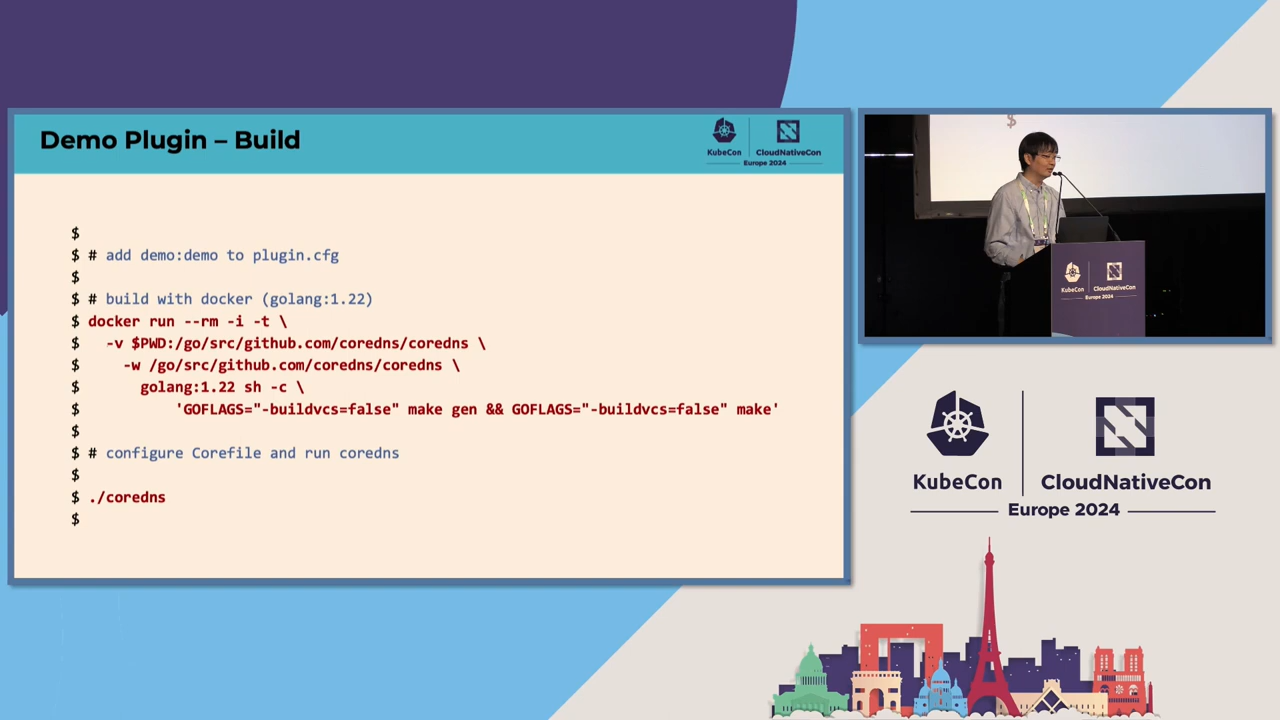 Demo Plugin – Build
KubeCon
CloudNativeCon
Europe 2024
$
$ # add demo:demo to plugin.cfg
$
$ # build with docker (golang:1.22)
$ docker run --rm -i -t \
$ -v $PWD:/go/src/github.com/coredns/coredns \
$ -w /go/src/github.com/coredns/coredns \
$ golang:1.22 sh -c \
$ 'GOFLAGS="-buildvcs=false" make gen && GOFLAGS="-buildvcs=false" make'
$
$ # configure Corefile and run coredns
$
$ ./coredns
$
$
KubeCon
CloudNativeCon
Europe 2024
KubeCon
CloudNativeCon
Europe 2024